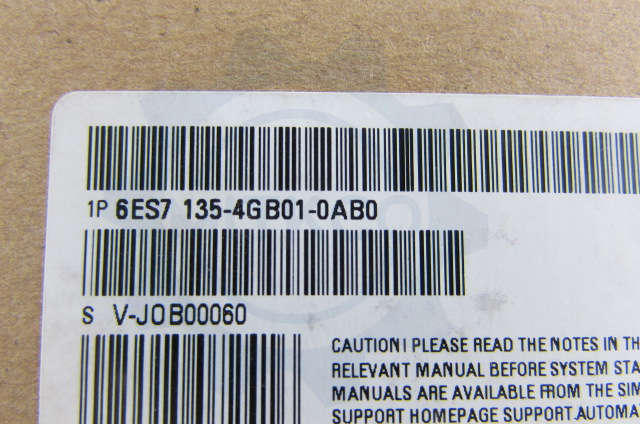 1P 6ES7 135-4GB01-0AB0
S V-JOB00060
CAUTION! PLEASE READ THE NOTES IN TH
RELEVANT MANUAL BEFORE SYSTEM STA
MANUALS ARE AVAILABLE FROM THE SIM
SUPPORT HOMEPAGE SUPPORT.AUTOMA